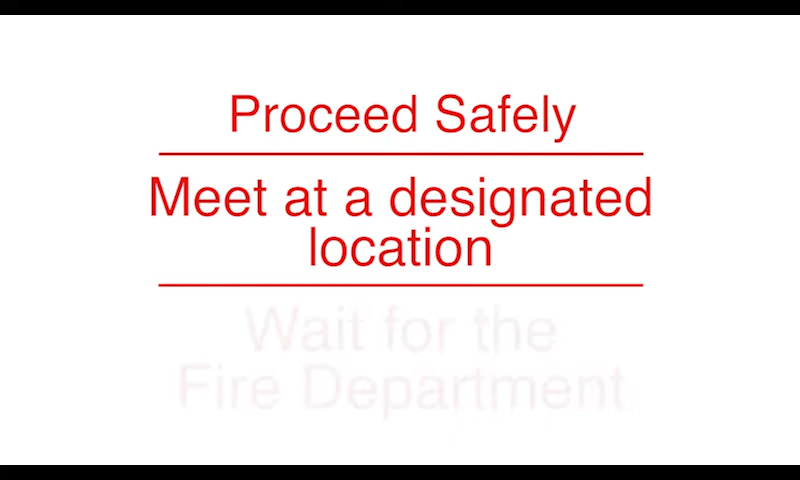 Proceed Safely
Meet at a designated
location
Wait for the
Fire Department